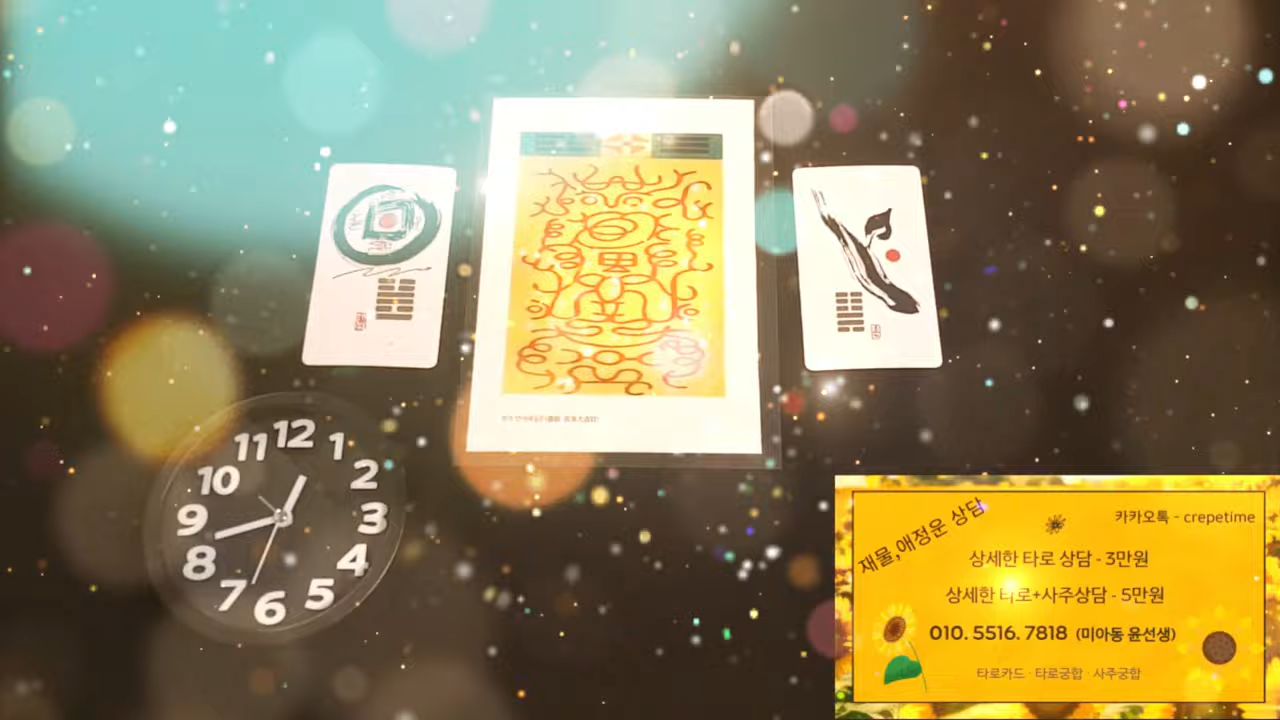 12
1
2
3
4
5
6
7
8
9
10
11
재물,애정운 상담
카카오톡 - crepetime
상세한 타로 상담 - 3만원
상세한 타로+사주상담 - 5만원
010. 5516. 7818 (미아동 윤선생)
타로카드 · 타로궁합 · 사주궁합